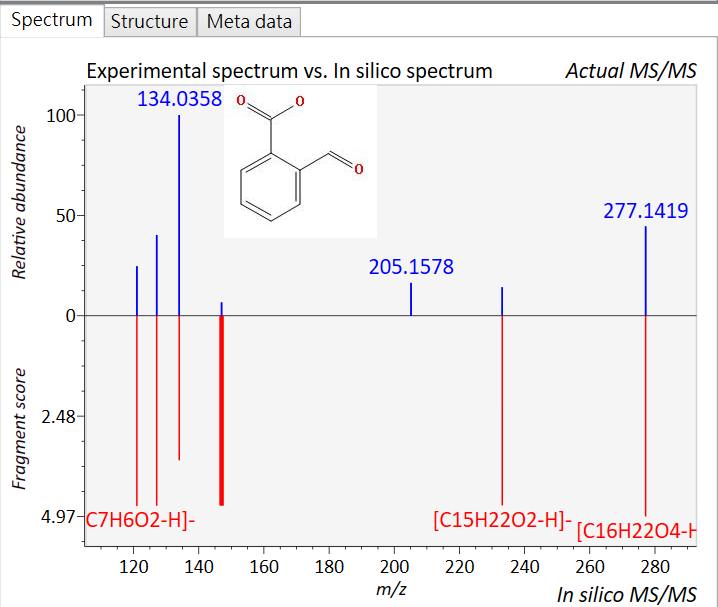 Spectrum Structure Meta data
Experimental spectrum vs. In silico spectrum Actual MS/MS
134.0358
O O
O
100
50
0
2.48
4.97
Relative abundance
Fragment score
277.1419
205.1578
C7H6O2-H]-
[C15H22O2-H]-
[C16H22O4-H
120 140 160 180 200 220 240 260 280
m/z
In silico MS/MS